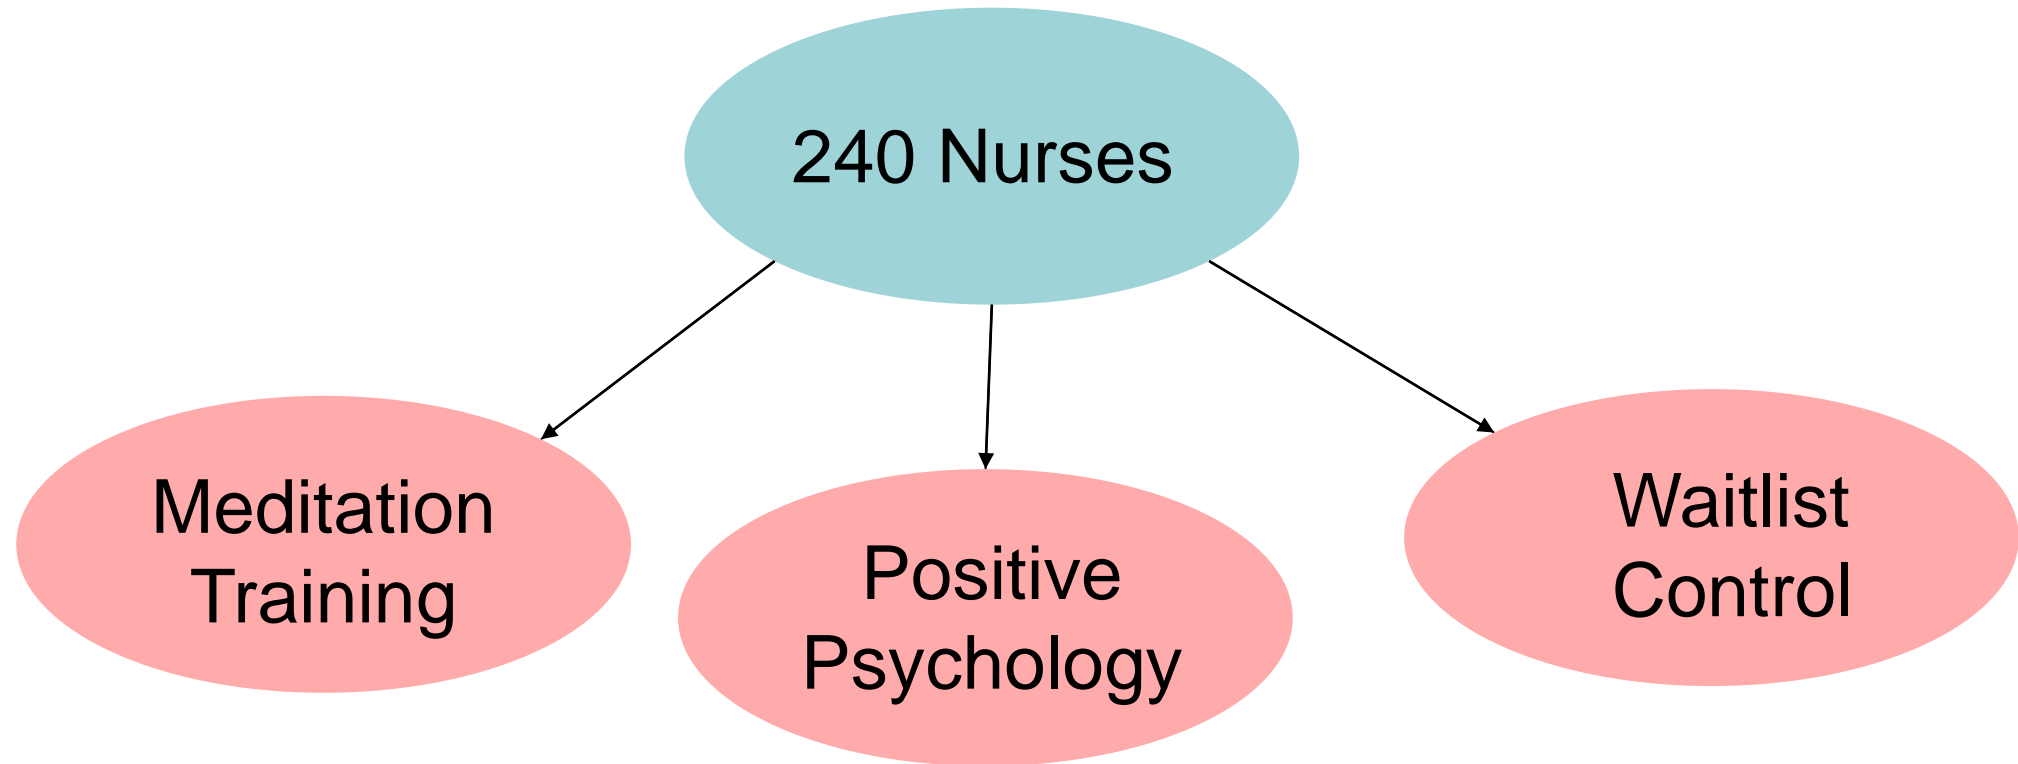 240 Nurses
Meditation
Training
Positive
Psychology
Waitlist
Control